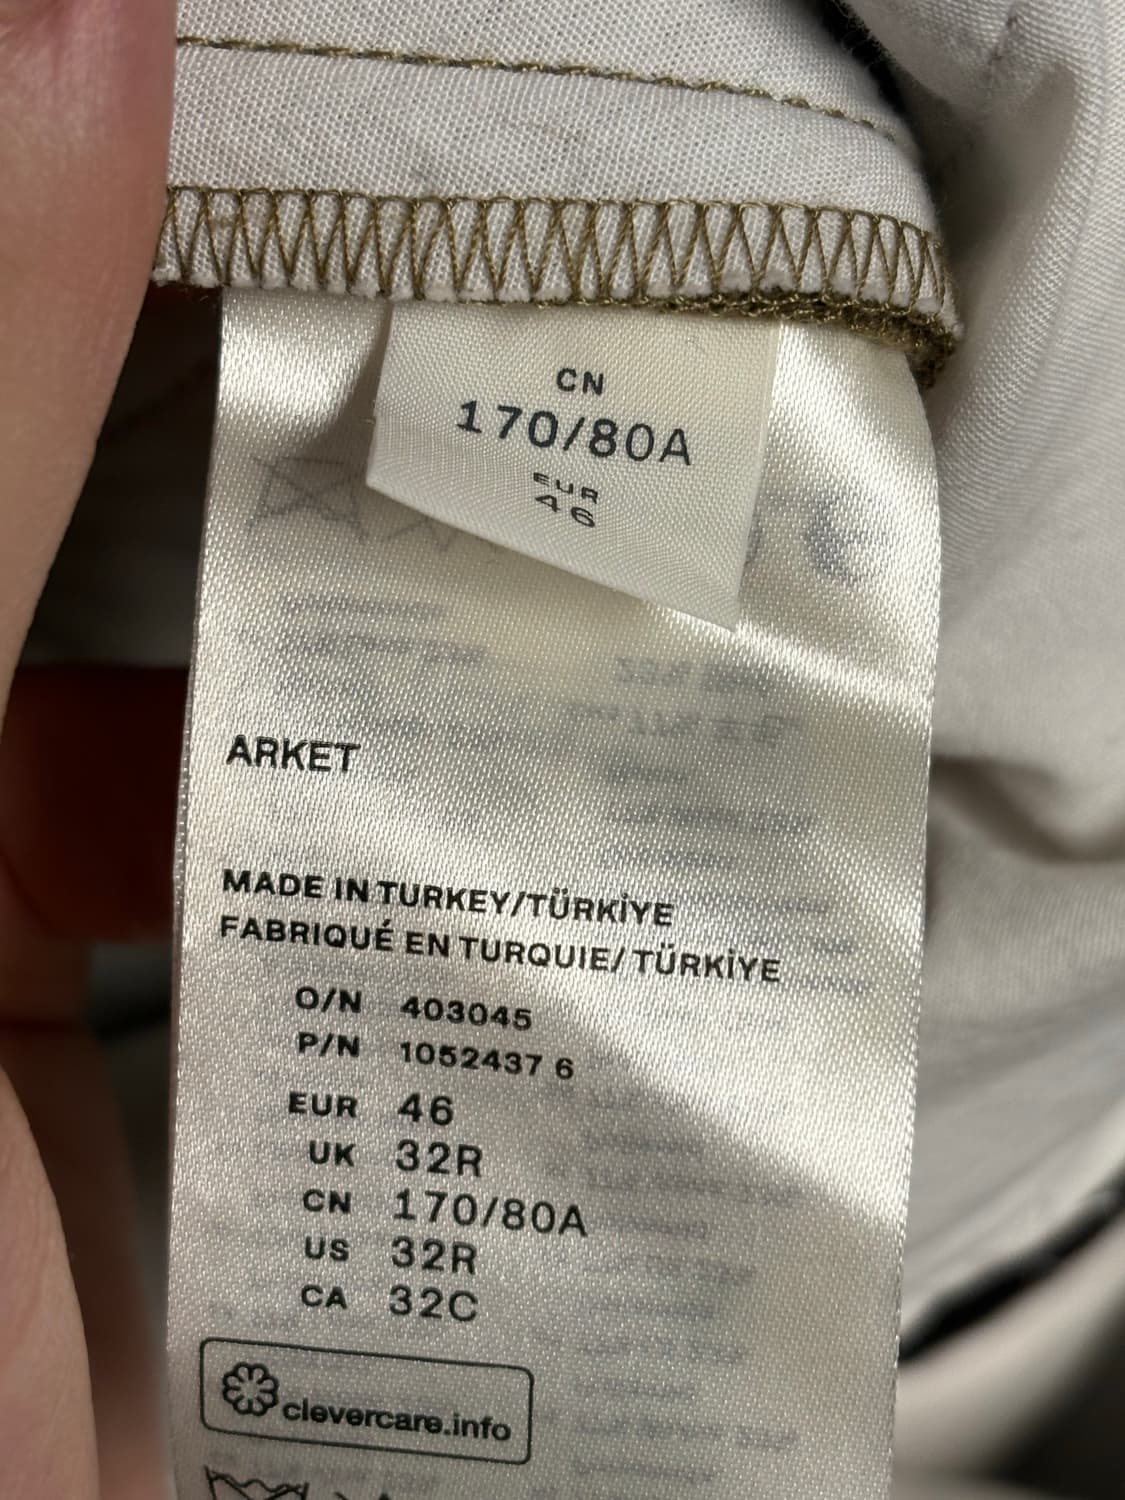 CN
170/80A
EUR
46
ARKET
MADE IN TURKEY/TÜRKİYE
FABRIQUÉ EN TURQUIE/TÜRKİYE
O/N 403045
P/N 1052437 6
EUR 46
UK 32R
CN 170/80A
US 32R
CA 32C
clevercare.info